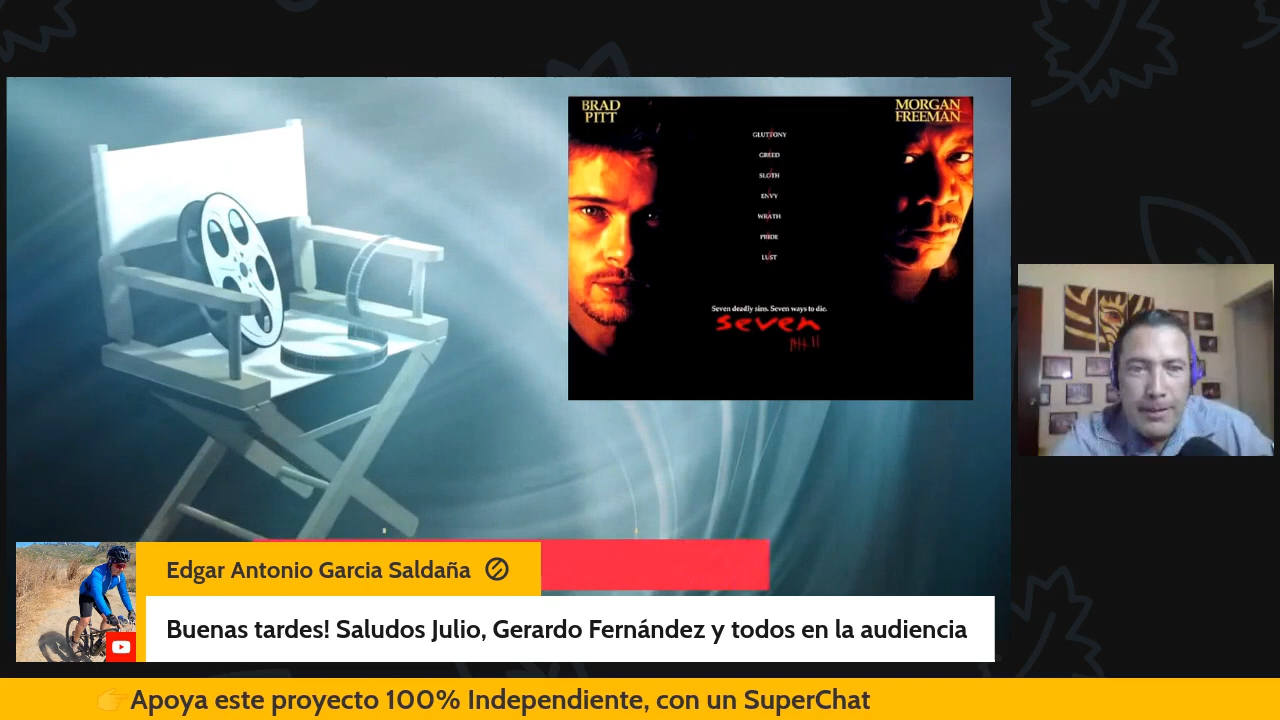 BRAD
PITT
MORGAN
FREEMAN
GLUTTONY
GREED
SLOTH
ENVY
WRATH
PRIDE
LUST
Seven deadly sins. Seven ways to die.
seven
Edgar Antonio Garcia Saldaña
Buenas tardes! Saludos Julio, Gerardo Fernández y todos en la audiencia
👉Apoya este proyecto 100% Independiente, con un SuperChat